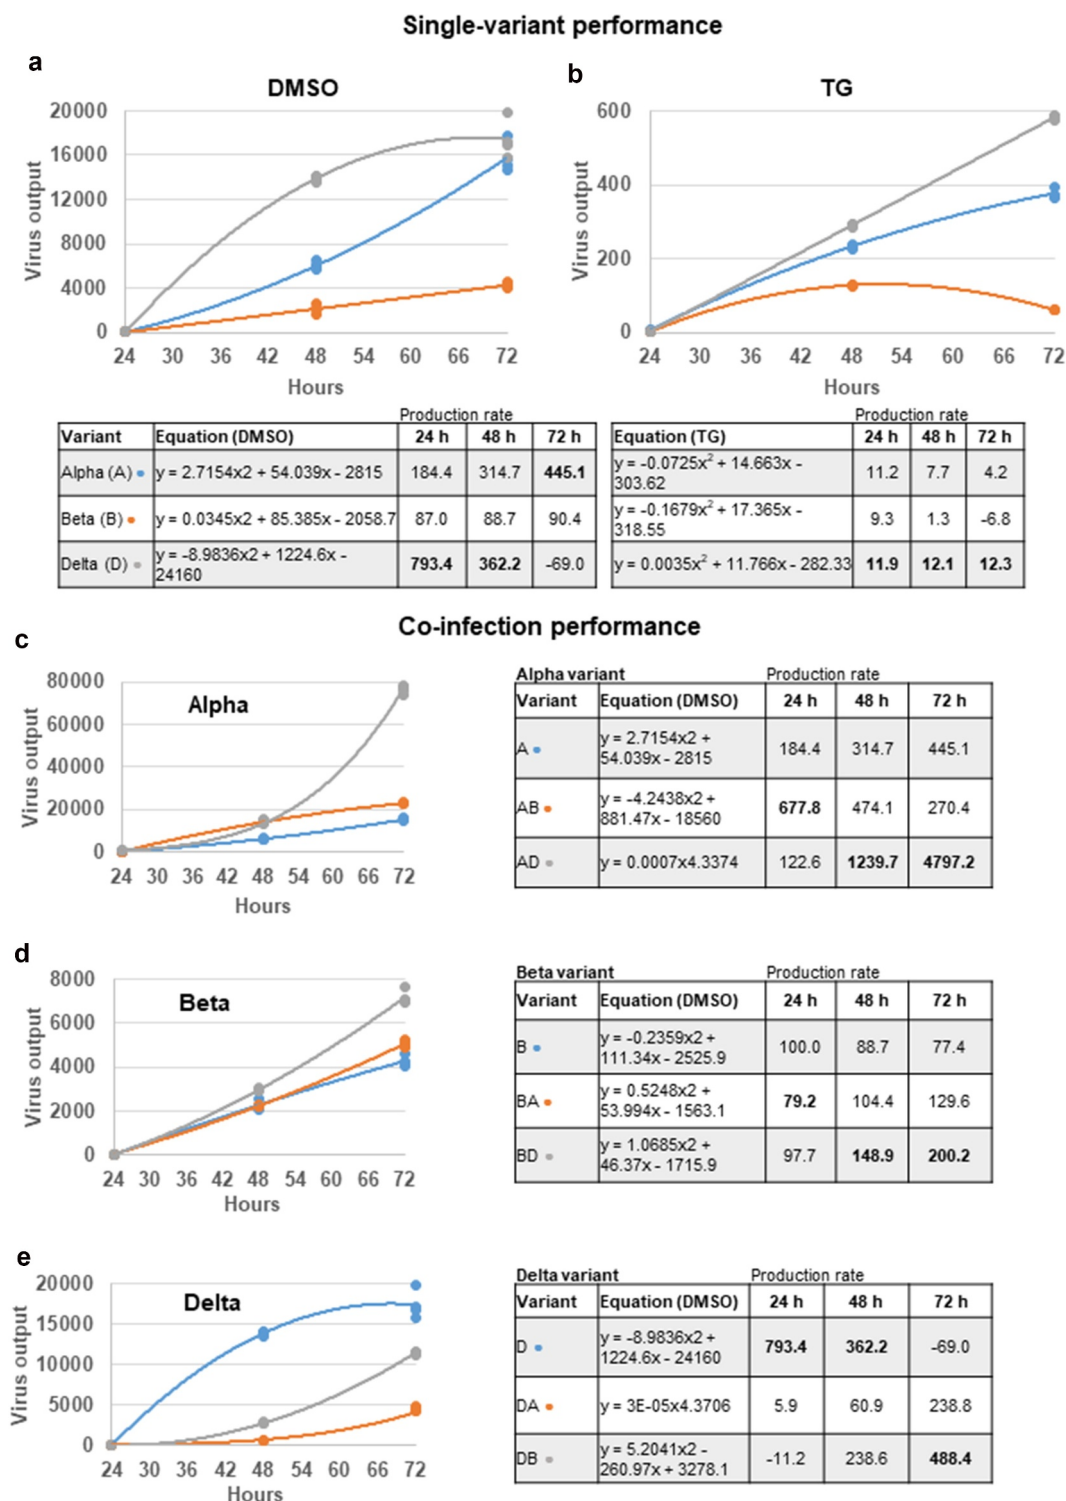 Single-variant performance
a
DMSO
20000
16000
12000
8000
4000
0
Virus output
24 30 36 42 48 54 60 66 72
Hours
b
TG
600
400
200
0
Virus output
24 30 36 42 48 54 60 66 72
Hours
Production rate
Variant Equation (DMSO) 24 h 48 h 72 h
Alpha (A) y = 2.7154x2 + 54.039x - 2815 184.4 314.7 445.1
Beta (B) y = 0.0345x2 + 85.385x - 2058.7 87.0 88.7 90.4
Delta (D) y = -8.9836x2 + 1224.6x -
24160 793.4 362.2 -69.0
Production rate
Equation (TG) 24 h 48 h 72 h
y = -0.0725x² + 14.663x -
303.62 11.2 7.7 4.2
y = -0.1679x² + 17.365x -
318.55 9.3 1.3 -6.8
y = 0.0035x² + 11.766x - 282.33 11.9 12.1 12.3
Co-infection performance
c
Alpha
80000
60000
40000
20000
0
Virus output
24 30 36 42 48 54 60 66 72
Hours
Alpha variant Production rate
Variant Equation (DMSO) 24 h 48 h 72 h
A y = 2.7154x2 +
54.039x - 2815 184.4 314.7 445.1
AB y = -4.2438x2 +
881.47x - 18560 677.8 474.1 270.4
AD y = 0.0007x4.3374 122.6 1239.7 4797.2
d
Beta
8000
6000
4000
2000
0
Virus output
24 30 36 42 48 54 60 66 72
Hours
Beta variant Production rate
Variant Equation (DMSO) 24 h 48 h 72 h
B y = -0.2359x2 +
111.34x - 2525.9 100.0 88.7 77.4
BA y = 0.5248x2 +
53.994x - 1563.1 79.2 104.4 129.6
BD y = 1.0685x2 +
46.37x - 1715.9 97.7 148.9 200.2
e
Delta
20000
15000
10000
5000
0
Virus output
24 30 36 42 48 54 60 66 72
Hours
Delta variant Production rate
Variant Equation (DMSO) 24 h 48 h 72 h
D y = -8.9836x2 +
1224.6x - 24160 793.4 362.2 -69.0
DA y = 3E-05x4.3706 5.9 60.9 238.8
DB y = 5.2041x2 -
260.97x + 3278.1 -11.2 238.6 488.4